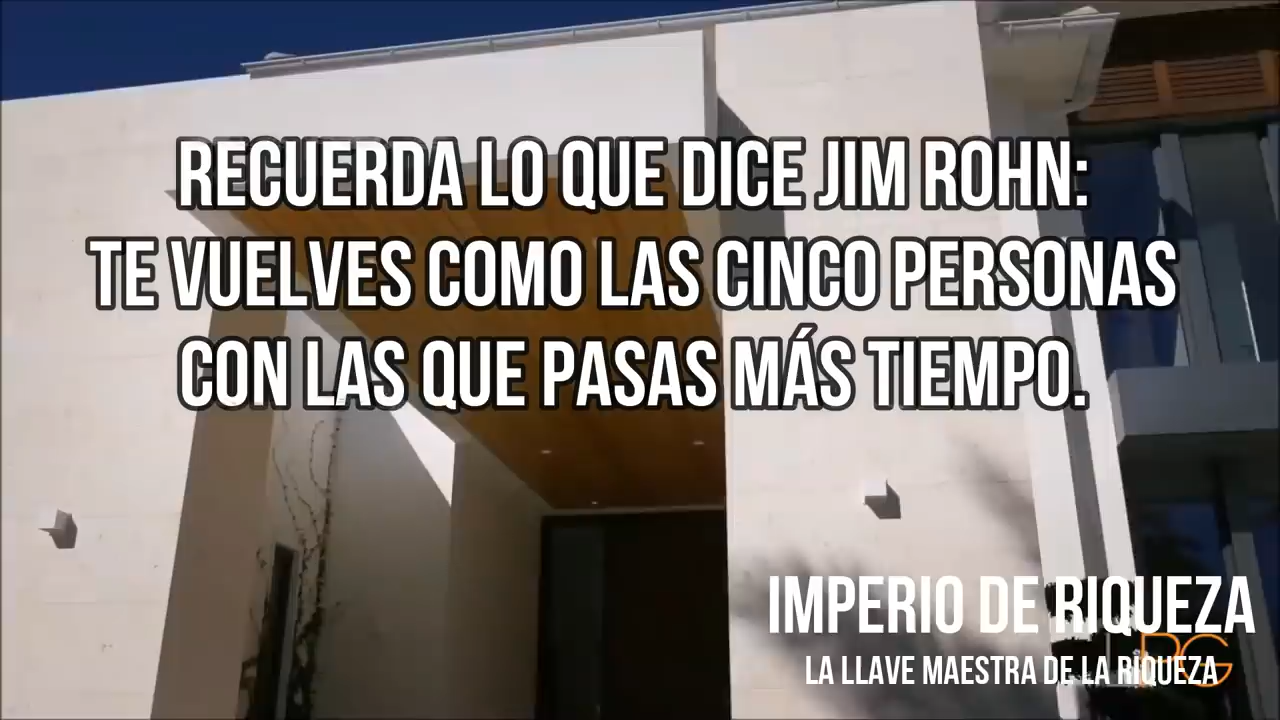 RECUERDA LO QUE DICE JIM ROHN:
TE VUELVES COMO LAS CINCO PERSONAS
CON LAS QUE PASAS MÁS TIEMPO.
IMPERIO DE RIQUEZA
LA LLAVE MAESTRA DE LA RIQUEZA